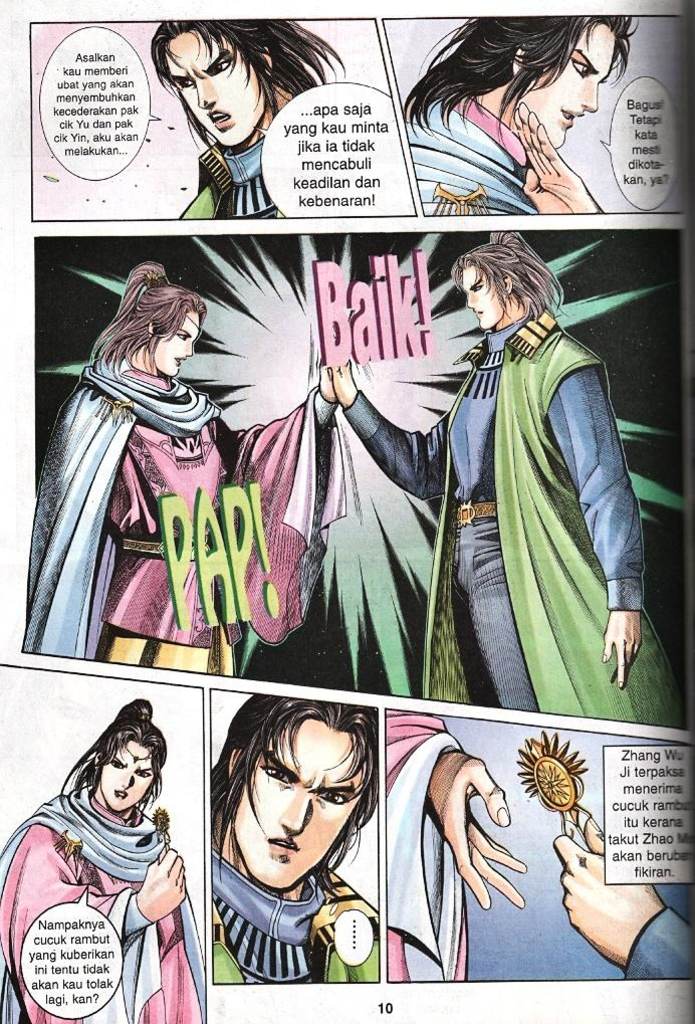 Asalkan
kau memberi
ubat yang akan
menyembuhkan
kecederaan pak
cik Yu dan pak
cik Yin, aku akan
melakukan...
...apa saja
yang kau minta
jika ia tidak
mencabuli
keadilan dan
kebenaran!
Bagus!
Tetapi
kata
mesti
dikota-
kan, ya?
Baik!
PAP!
Nampaknya
cucuk rambut
yang kuberikan
ini tentu tidak
akan kau tolak
lagi, kan?
......
Zhang Wu
Ji terpaksa
menerima
cucuk rambut
itu kerana
takut Zhao
akan berubah
fikiran.
10